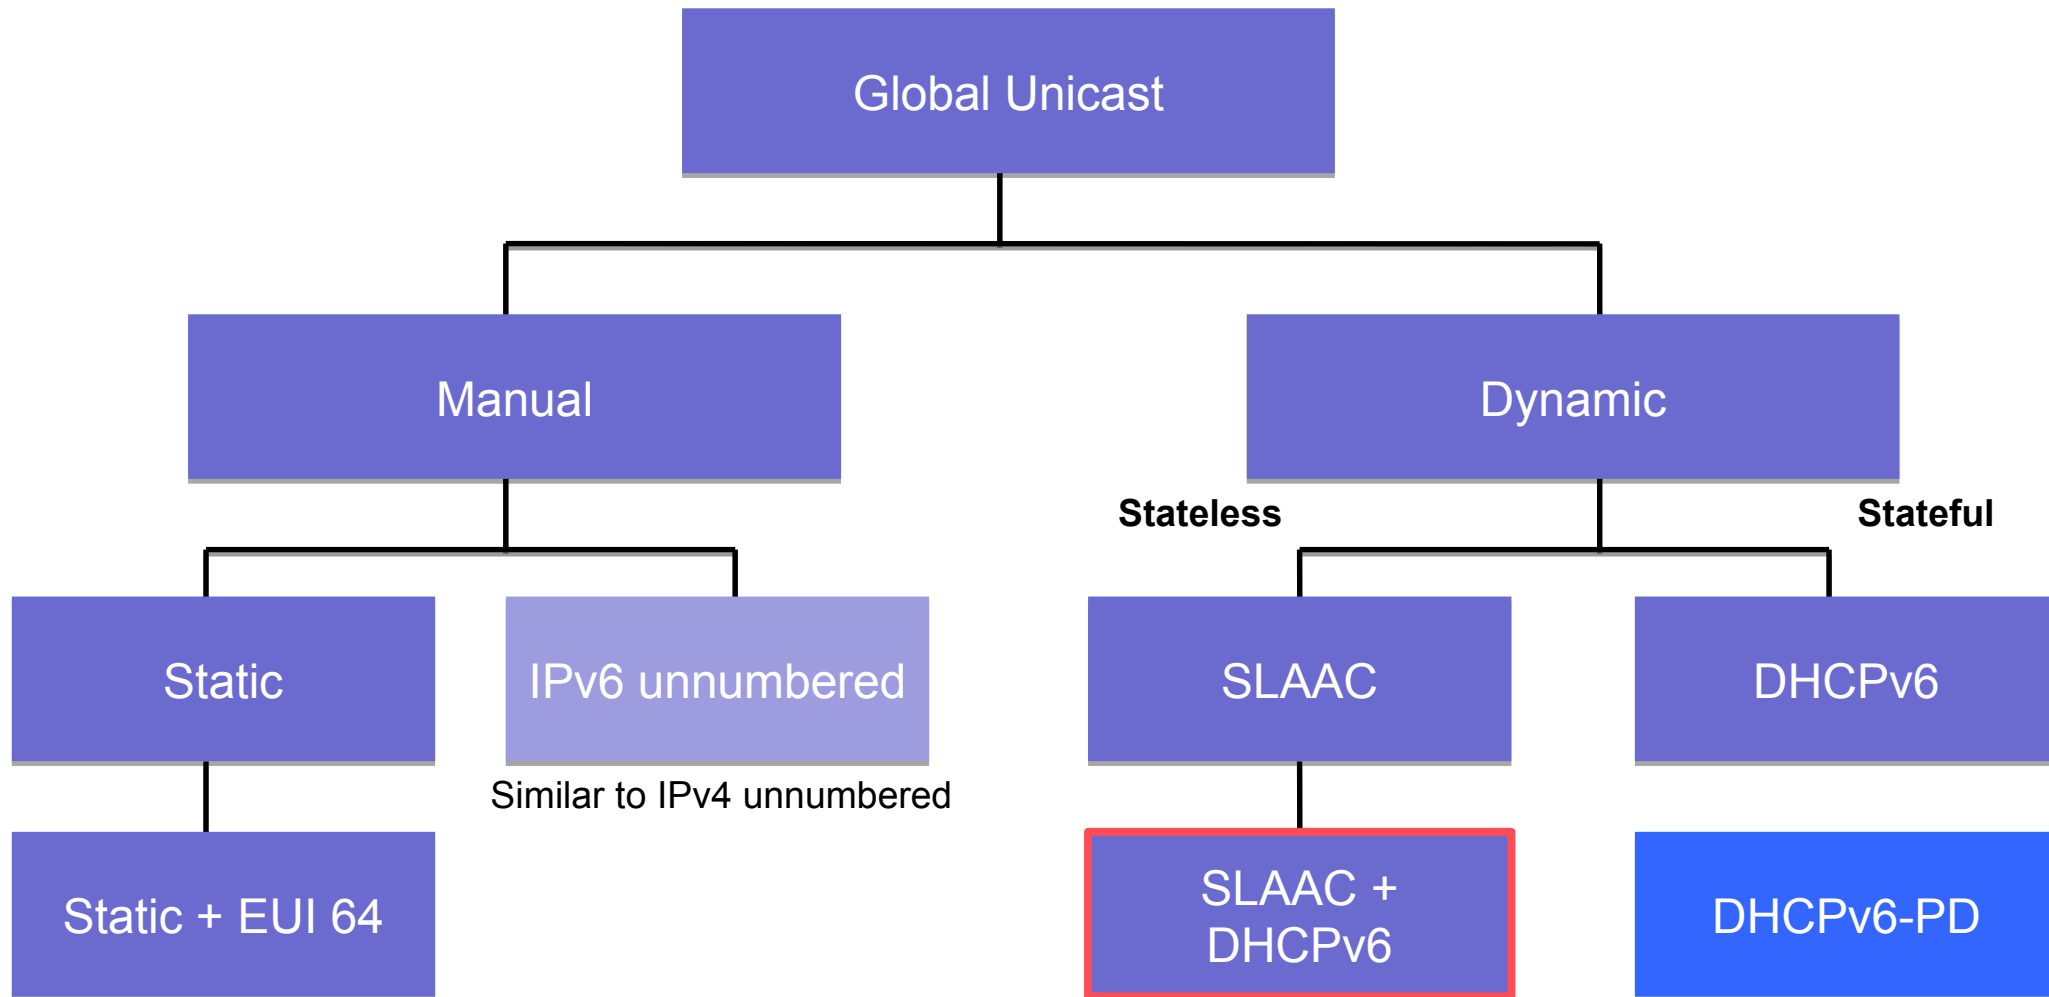 Global Unicast
Manual
Dynamic
Stateless
Stateful
Static
IPv6 unnumbered
SLAAC
DHCPv6
Similar to IPv4 unnumbered
Static + EUI 64
SLAAC +
DHCPv6
DHCPv6-PD